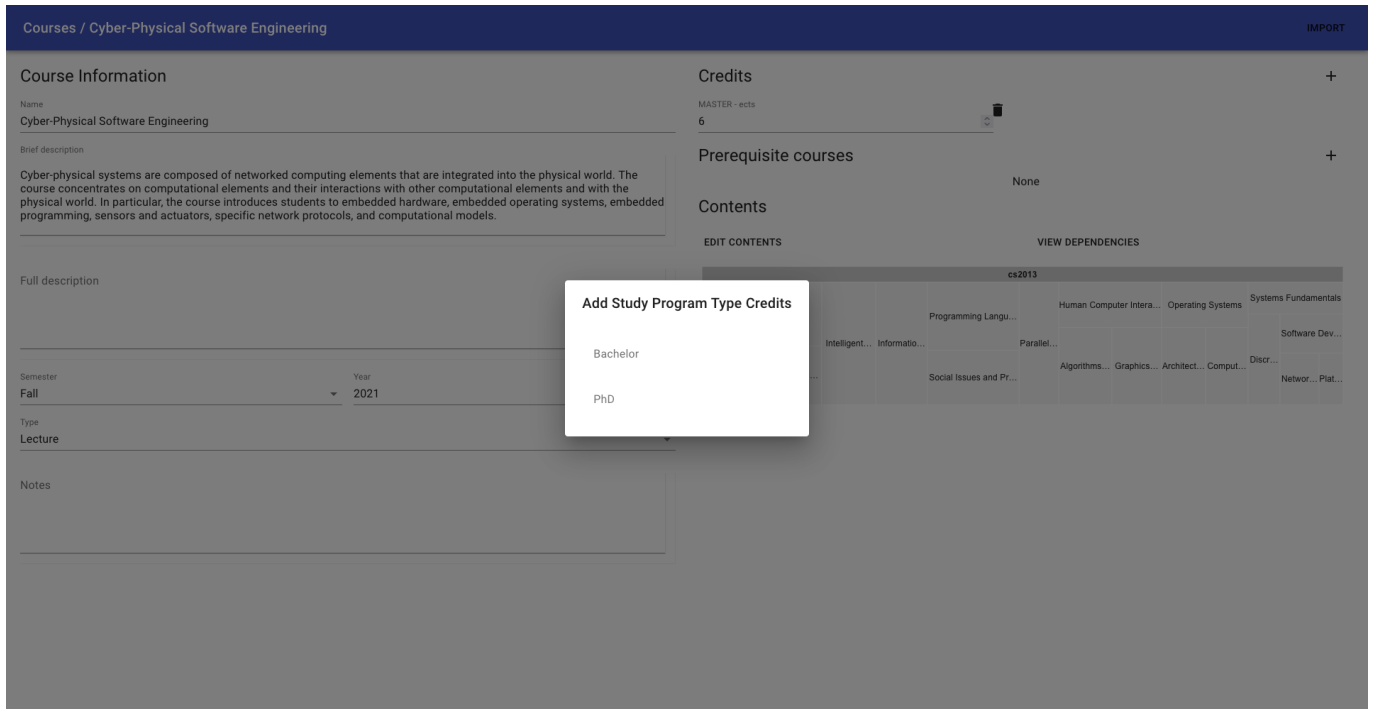 Courses / Cyber-Physical Software Engineering
IMPORT
Course Information
Name
Cyber-Physical Software Engineering
Brief description
Cyber-physical systems are composed of networked computing elements that are integrated into the physical world. The
course concentrates on computational elements and their interactions with other computational elements and with the
physical world. In particular, the course introduces students to embedded hardware, embedded operating systems, embedded
programming, sensors and actuators, specific network protocols, and computational models.
Full description
Semester
Fall
Year
2021
Type
Lecture
Notes
Credits
+
MASTER - ects
6
Prerequisite courses
+
None
Contents
EDIT CONTENTS
VIEW DEPENDENCIES
cs2013
Intelligent...
Informatio...
Programming Langu...
Social Issues and Pr...
Parallel...
Human Computer Intera...
Operating Systems
Algorithms...
Graphics...
Architect...
Comput...
Systems Fundamentals
Discr...
Software Dev...
Networ...
Plat...
Add Study Program Type Credits
Bachelor
PhD